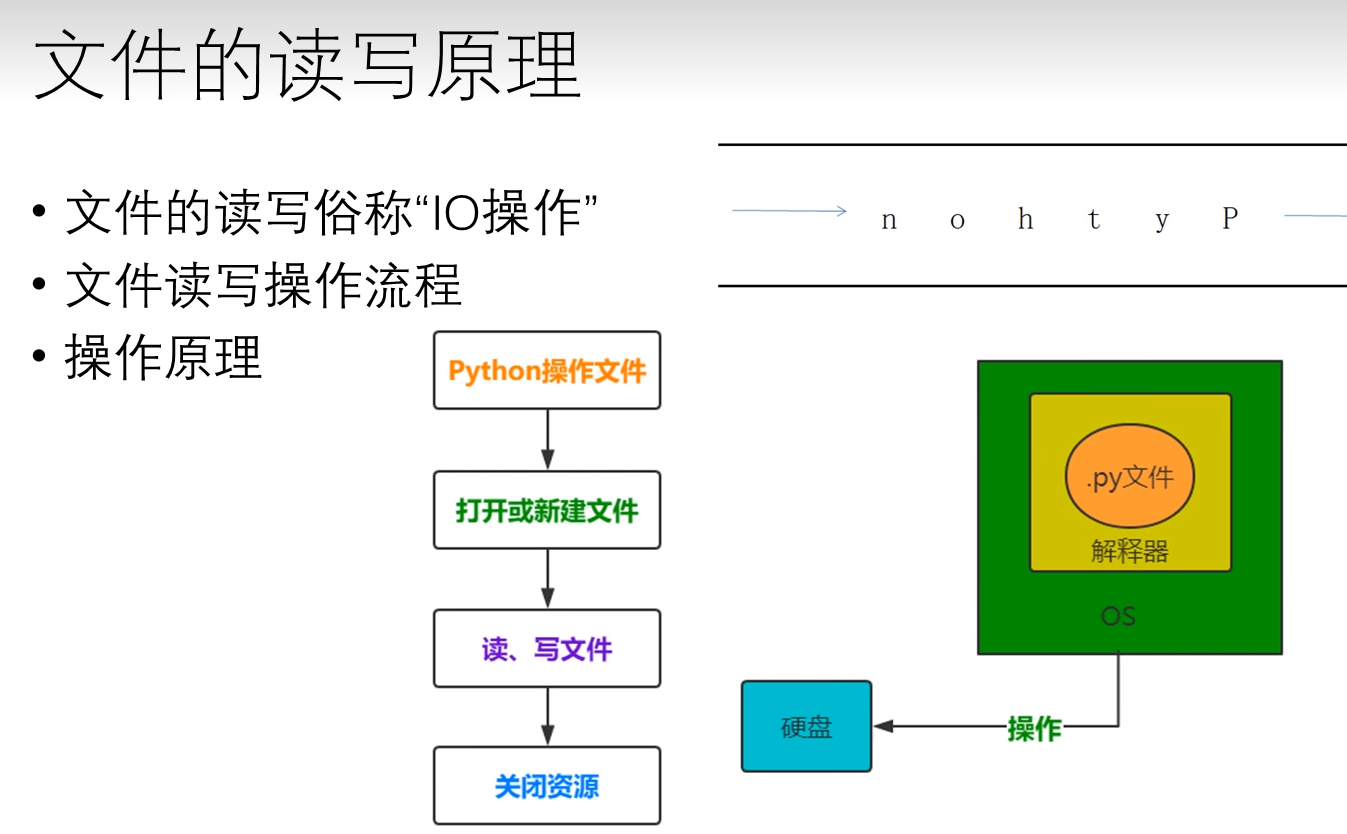 文件的读写原理
• 文件的读写俗称“IO操作”
• 文件读写操作流程
• 操作原理
Python操作文件
打开或新建文件
读、写文件
关闭资源
n o h t y P
.py文件
解释器
OS
操作
硬盘